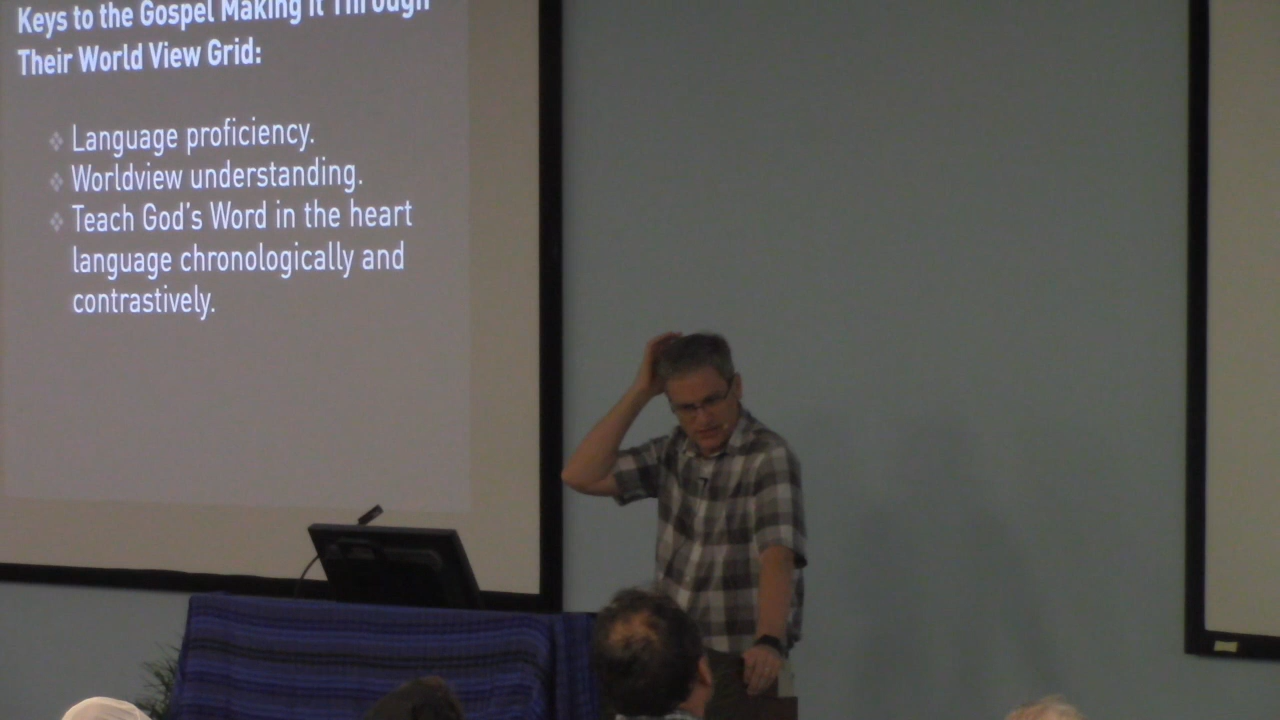 Keys to the Gospel Making It Through
Their World View Grid:
Language proficiency.
Worldview understanding.
Teach God's Word in the heart
language chronologically and
contrastively.